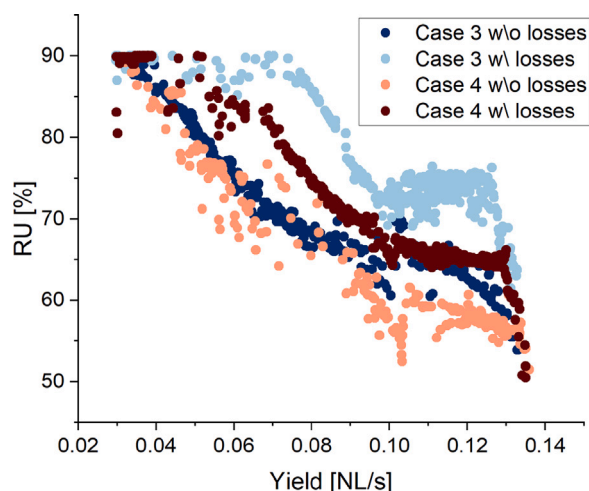 Case 3 w\o losses
Case 3 w\ losses
Case 4 w\o losses
Case 4 w\ losses
RU [%]
90
80
70
60
50
0.02 0.04 0.06 0.08 0.10 0.12 0.14
Yield [NL/s]